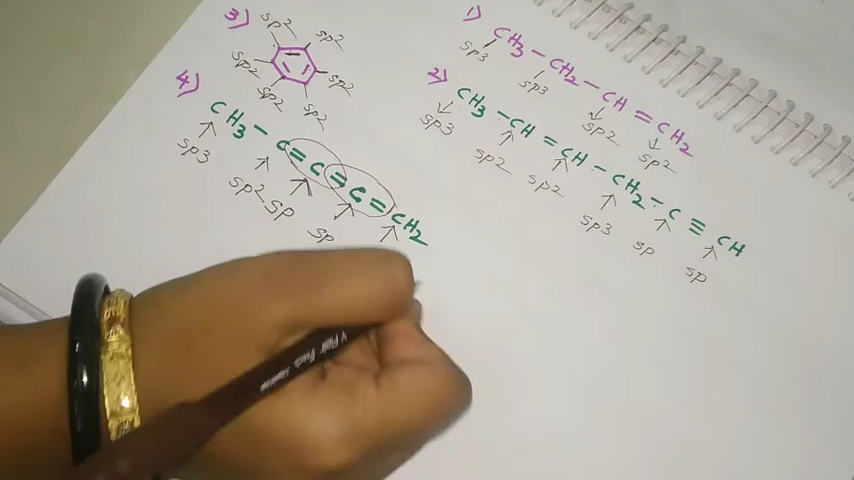 1) CH3 - CH2 - CH = CH2
sp3 sp3 sp2 sp2
2) CH3 - CH = CH - CH2 - C ≡ CH
sp3 sp2 sp2 sp3 sp sp
3) sp2 sp2
sp2 sp2
sp2 sp2
4) CH3 - C = C = C = CH2
sp3 sp2 sp sp
Flair